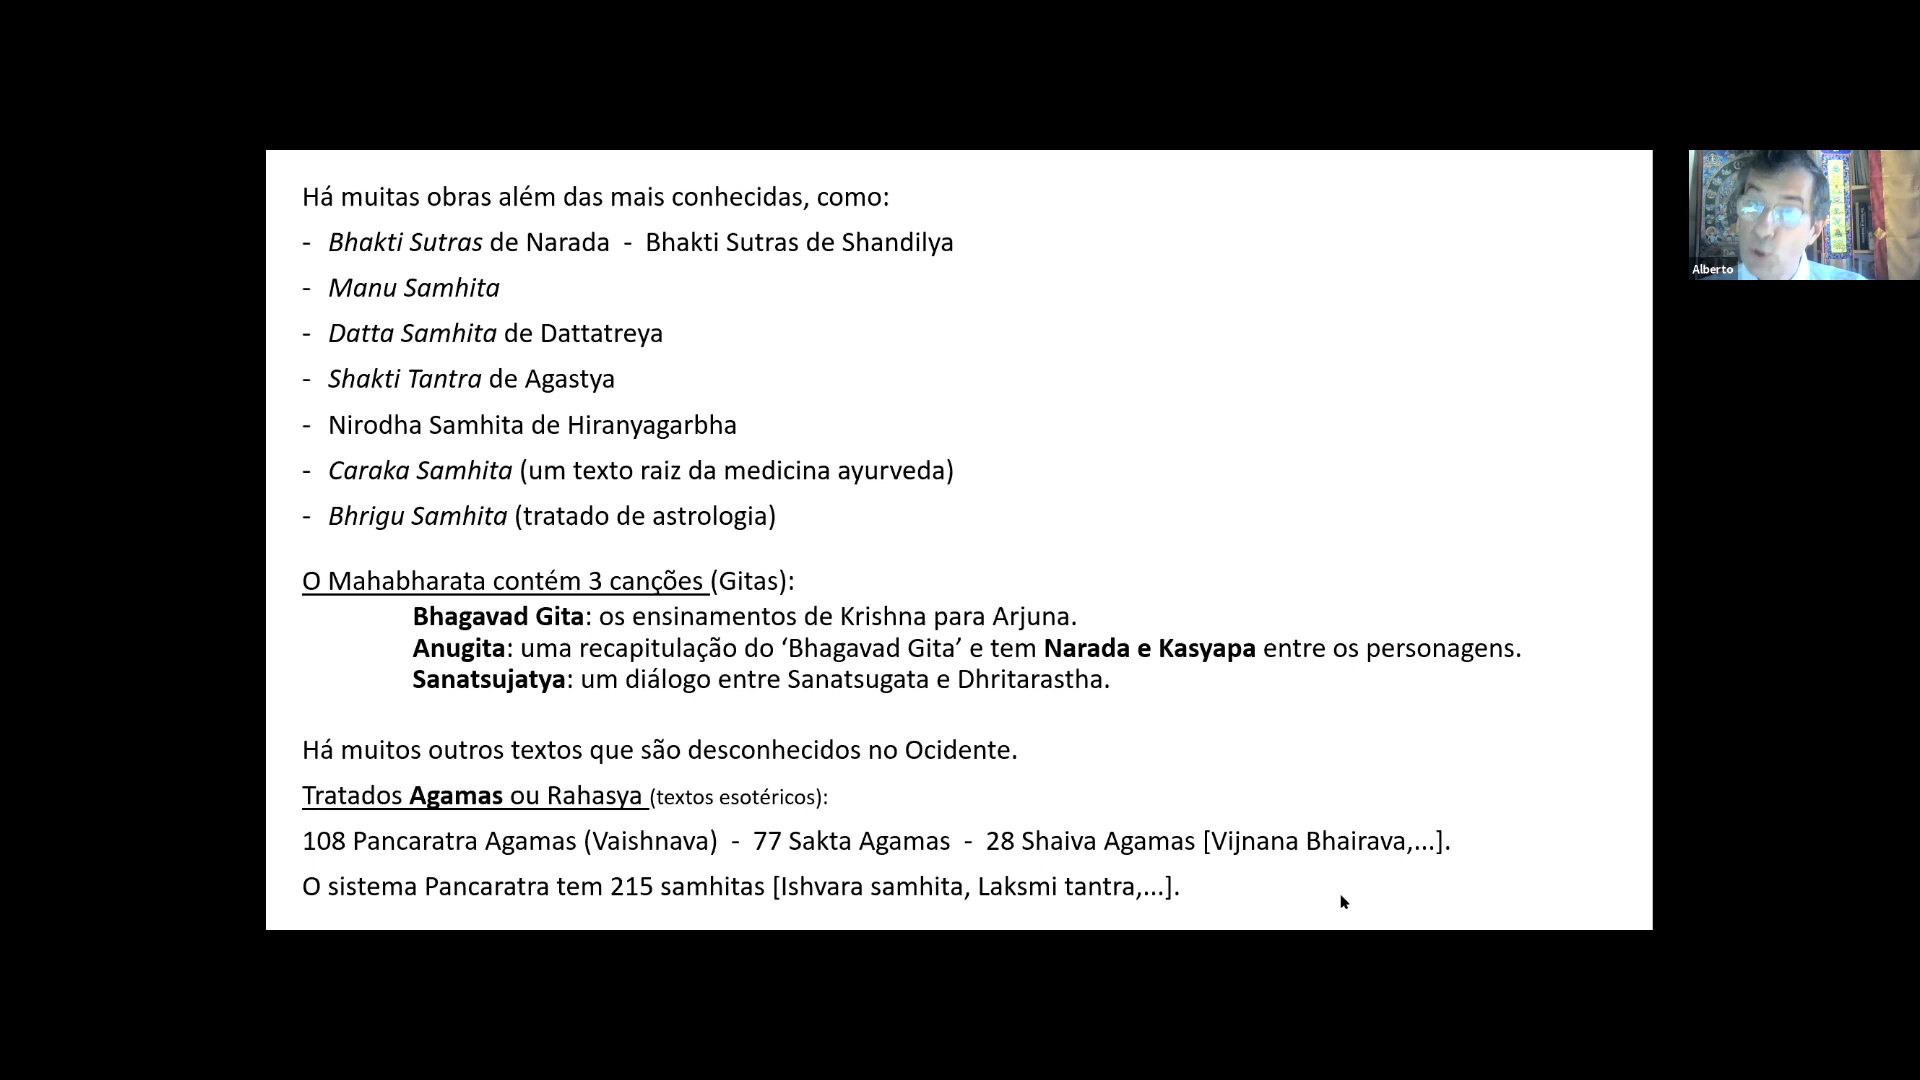 Há muitas obras além das mais conhecidas, como:
- Bhakti Sutras de Narada - Bhakti Sutras de Shandilya
- Manu Samhita
- Datta Samhita de Dattatreya
- Shakti Tantra de Agastya
- Nirodha Samhita de Hiranyagarbha
- Caraka Samhita (um texto raiz da medicina ayurveda)
- Bhrigu Samhita (tratado de astrologia)
O Mahabharata contém 3 canções (Gitas):
Bhagavad Gita: os ensinamentos de Krishna para Arjuna.
Anugita: uma recapitulação do ‘Bhagavad Gita’ e tem Narada e Kasyapa entre os personagens.
Sanatsujatya: um diálogo entre Sanatsugata e Dhritarastha.
Há muitos outros textos que são desconhecidos no Ocidente.
Tratados Agamas ou Rahasya (textos esotéricos):
108 Pancaratra Agamas (Vaishnava) - 77 Sakta Agamas - 28 Shaiva Agamas [Vijnana Bhairava,...].
O sistema Pancaratra tem 215 samhitas [Ishvara samhita, Laksmi tantra,...].
Alberto